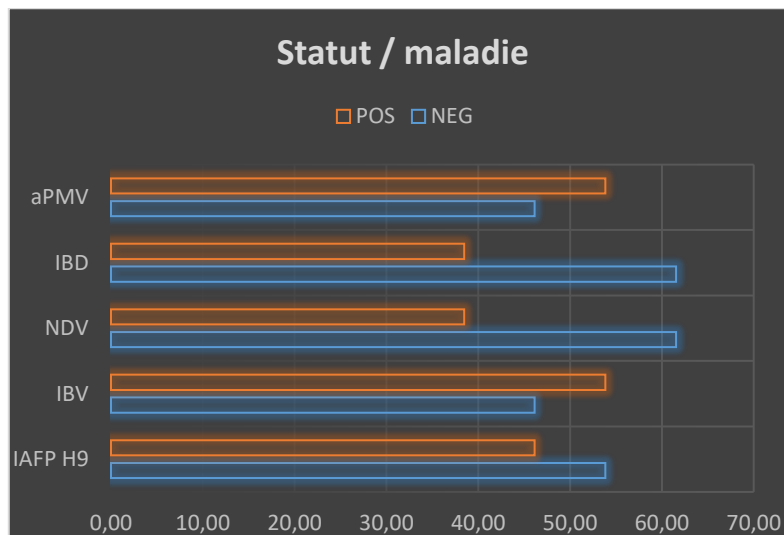 Statut / maladie
POS NEG
aPMV
IBD
NDV
IBV
IAFP H9
0,00 10,00 20,00 30,00 40,00 50,00 60,00 70,00